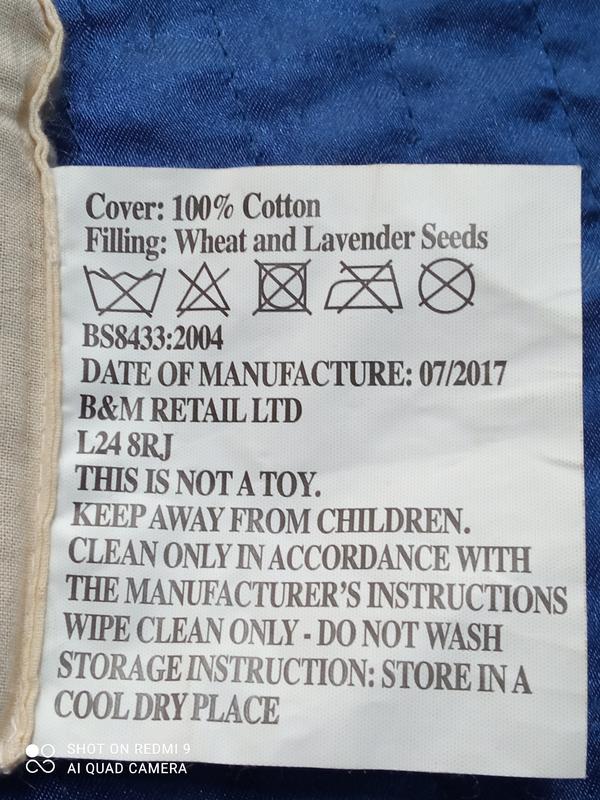 Cover: 100% Cotton
Filling: Wheat and Lavender Seeds
BS8433:2004
DATE OF MANUFACTURE: 07/2017
B&M RETAIL LTD
L24 8RJ
THIS IS NOT A TOY.
KEEP AWAY FROM CHILDREN.
CLEAN ONLY IN ACCORDANCE WITH
THE MANUFACTURER'S INSTRUCTIONS
WIPE CLEAN ONLY - DO NOT WASH
STORAGE INSTRUCTION: STORE IN A
COOL DRY PLACE
SHOT ON REDMI 9
AI QUAD CAMERA